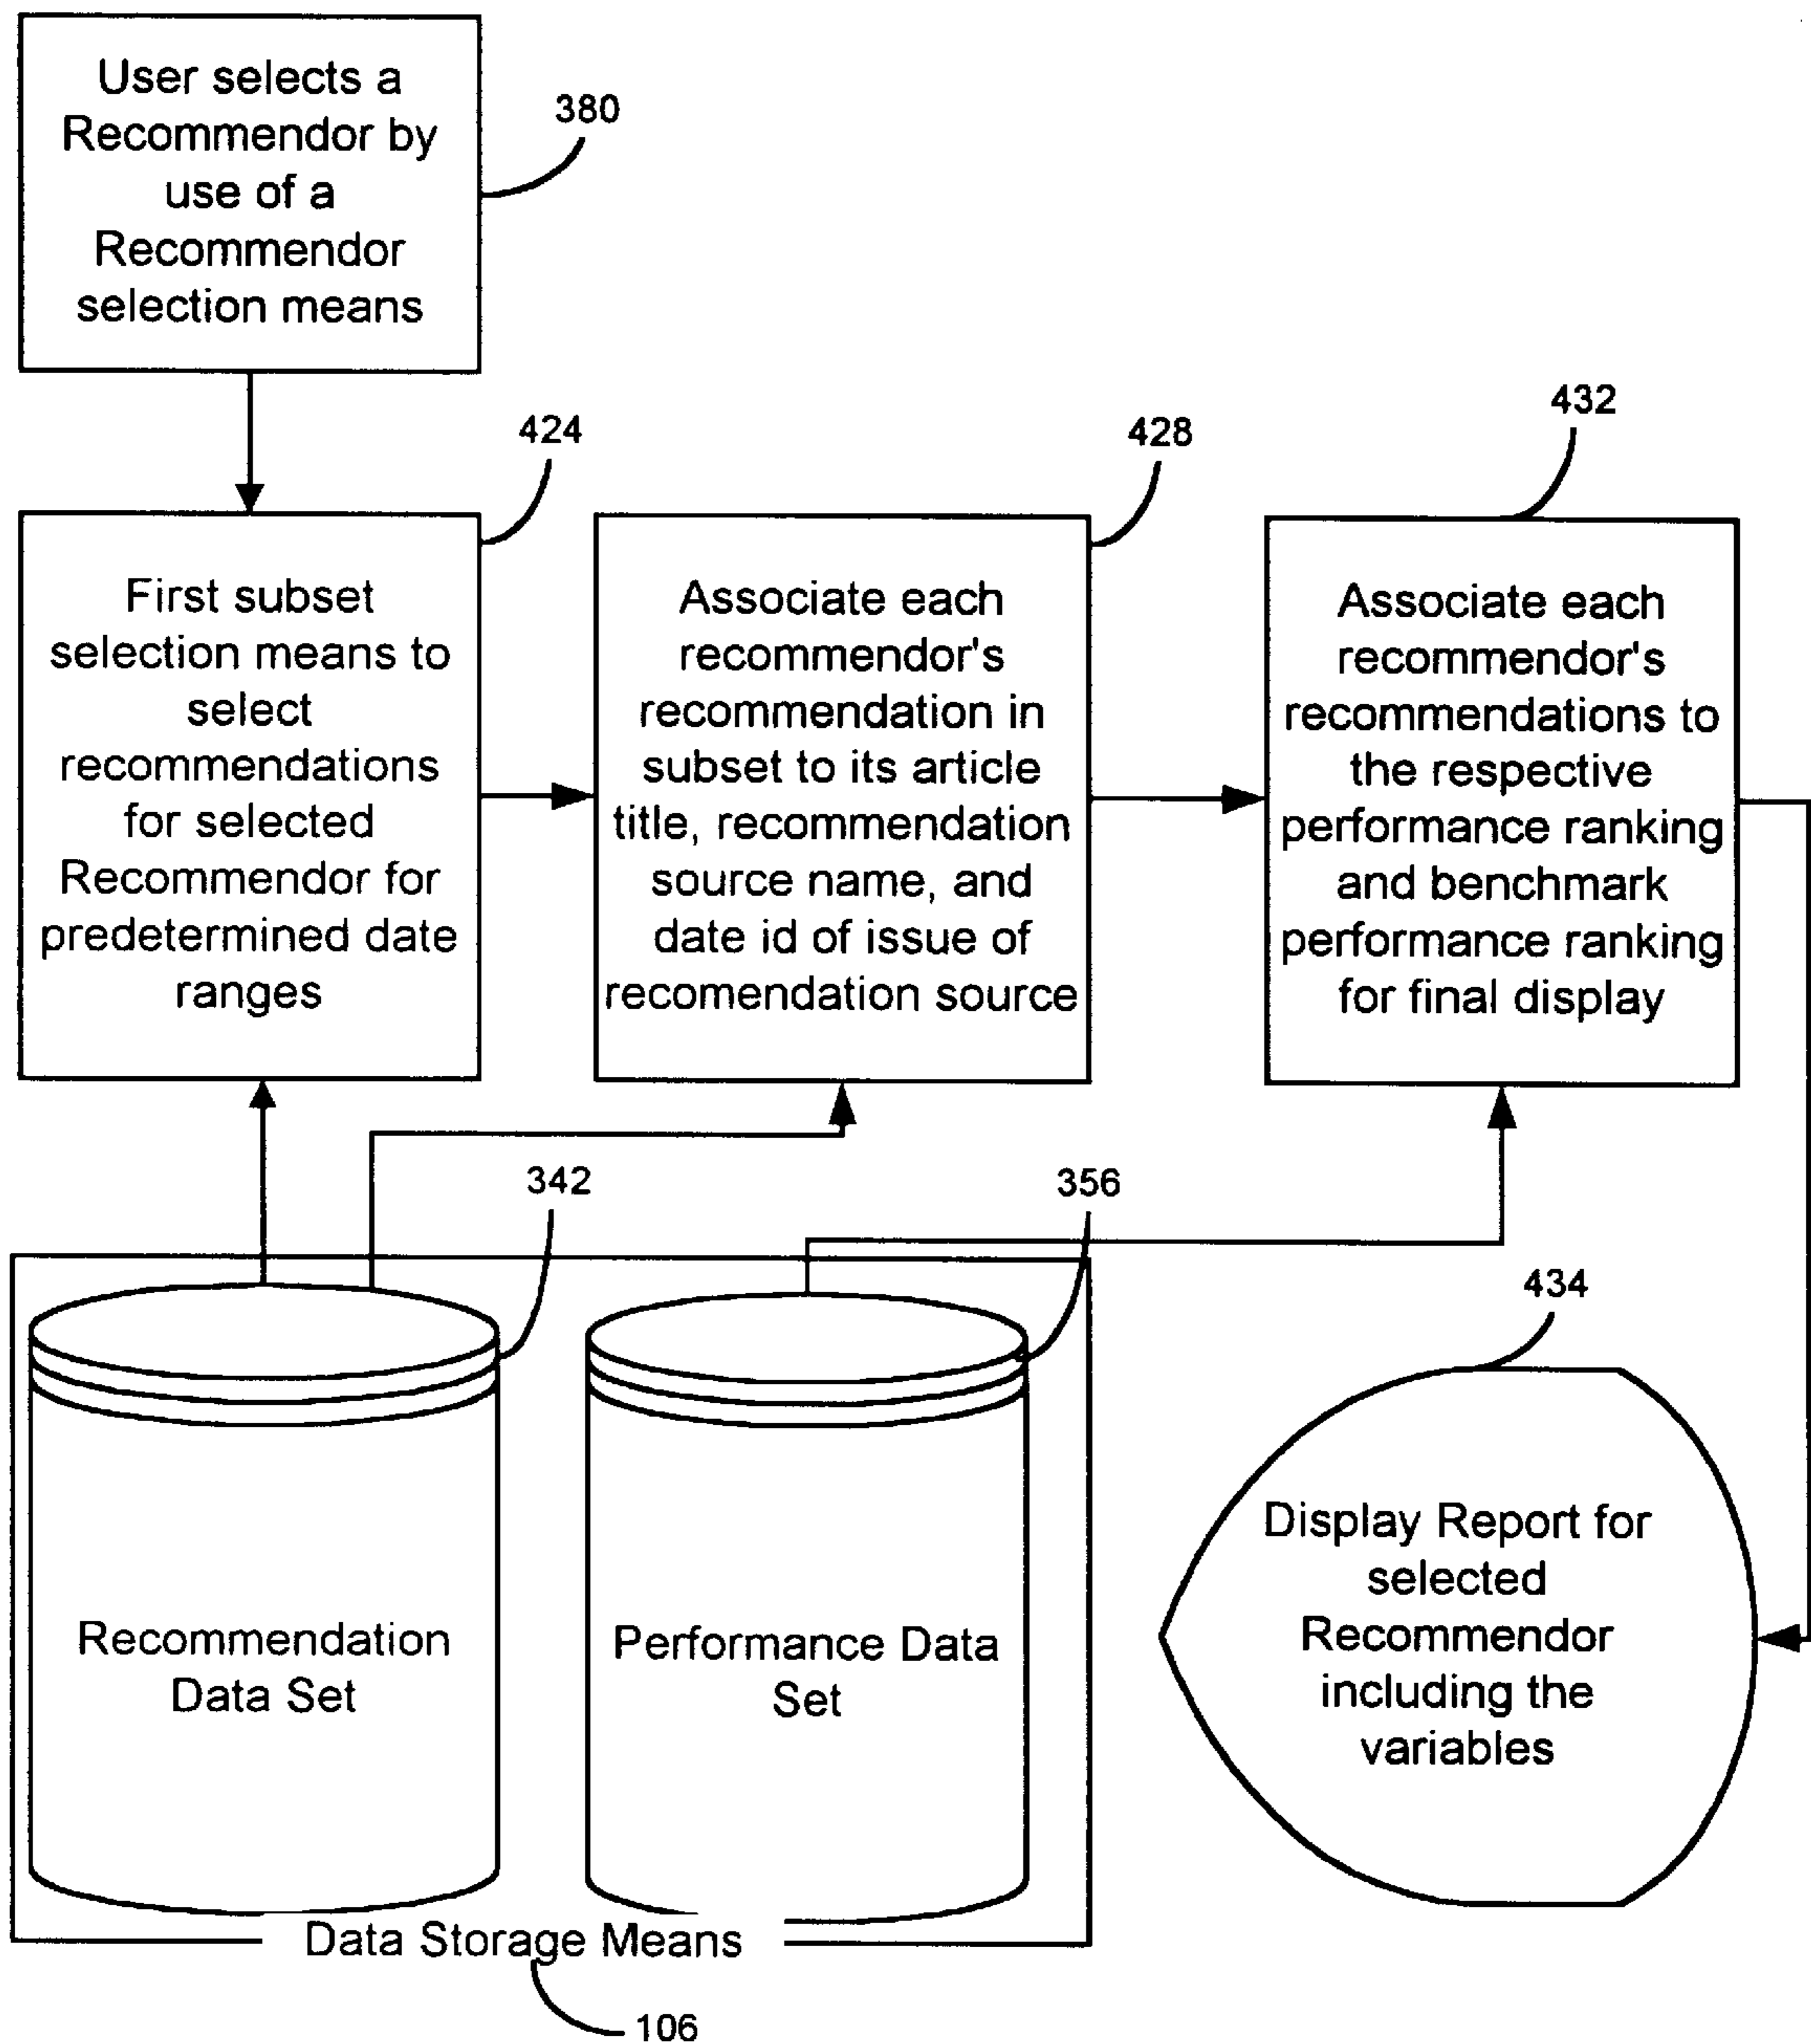 User selects a
Recommendor by
use of a
Recommendor
selection means
380
424
First subset
selection means to
select
recommendations
for selected
Recommendor for
predetermined date
ranges
428
Associate each
recommendor's
recommendation in
subset to its article
title, recommendation
source name, and
date id of issue of
recomendation source
432
Associate each
recommendor's
recommendations to
the respective
performance ranking
and benchmark
performance ranking
for final display
342
Recommendation
Data Set
356
Performance Data
Set
Data Storage Means
106
434
Display Report for
selected
Recommendor
including the
variables